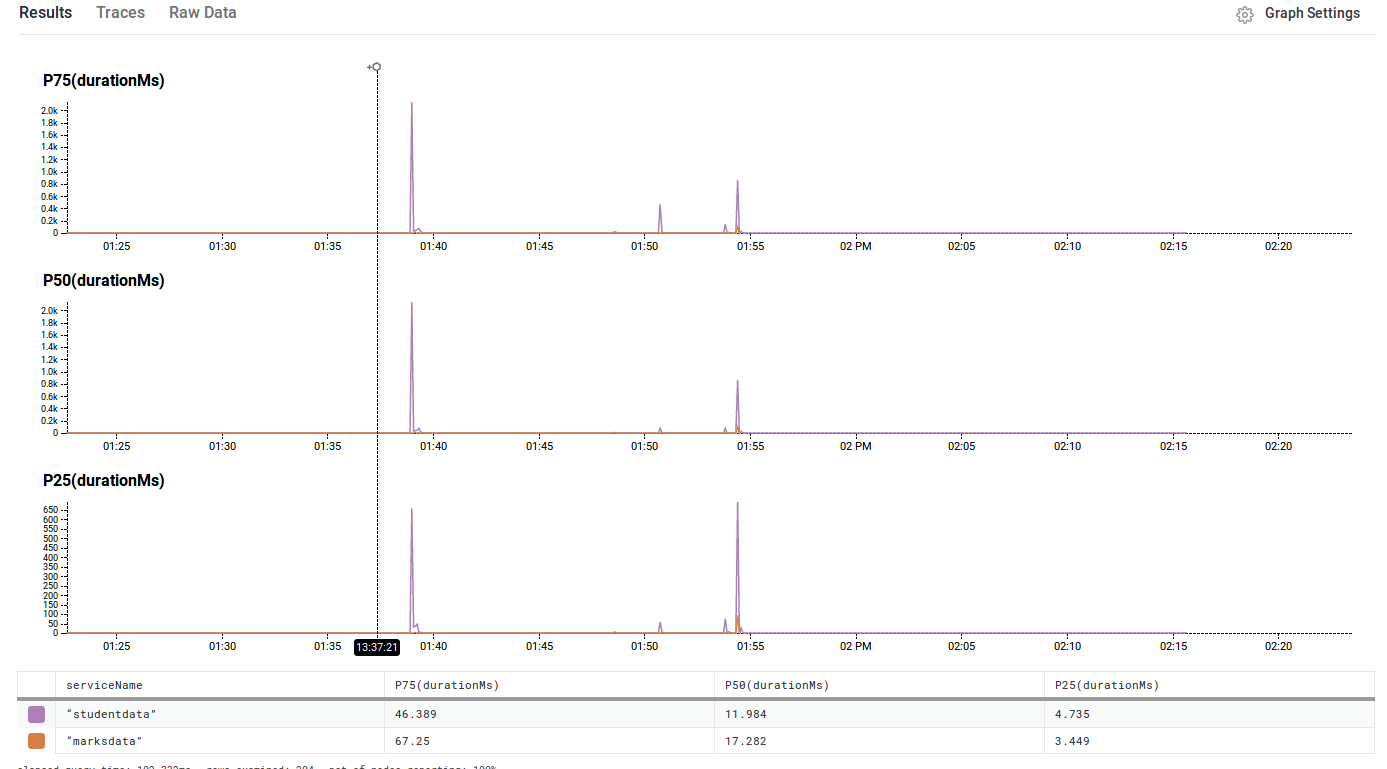 Results Traces Raw Data Graph Settings
P75(durationMs)
2.0k
1.8k
1.6k
1.4k
1.2k
1.0k
0.8k
0.6k
0.4k
0.2k
0
01:25 01:30 01:35 01:40 01:45 01:50 01:55 02 PM 02:05 02:10 02:15 02:20
P50(durationMs)
2.0k
1.8k
1.6k
1.4k
1.2k
1.0k
0.8k
0.6k
0.4k
0.2k
0
01:25 01:30 01:35 01:40 01:45 01:50 01:55 02 PM 02:05 02:10 02:15 02:20
P25(durationMs)
650
600
550
500
450
400
350
300
250
200
150
100
50
0
01:25 01:30 01:35 13:37:21 01:40 01:45 01:50 01:55 02 PM 02:05 02:10 02:15 02:20
serviceName P75(durationMs) P50(durationMs) P25(durationMs)
“studentdata” 46.389 11.984 4.735
“marksdata” 67.25 17.282 3.449